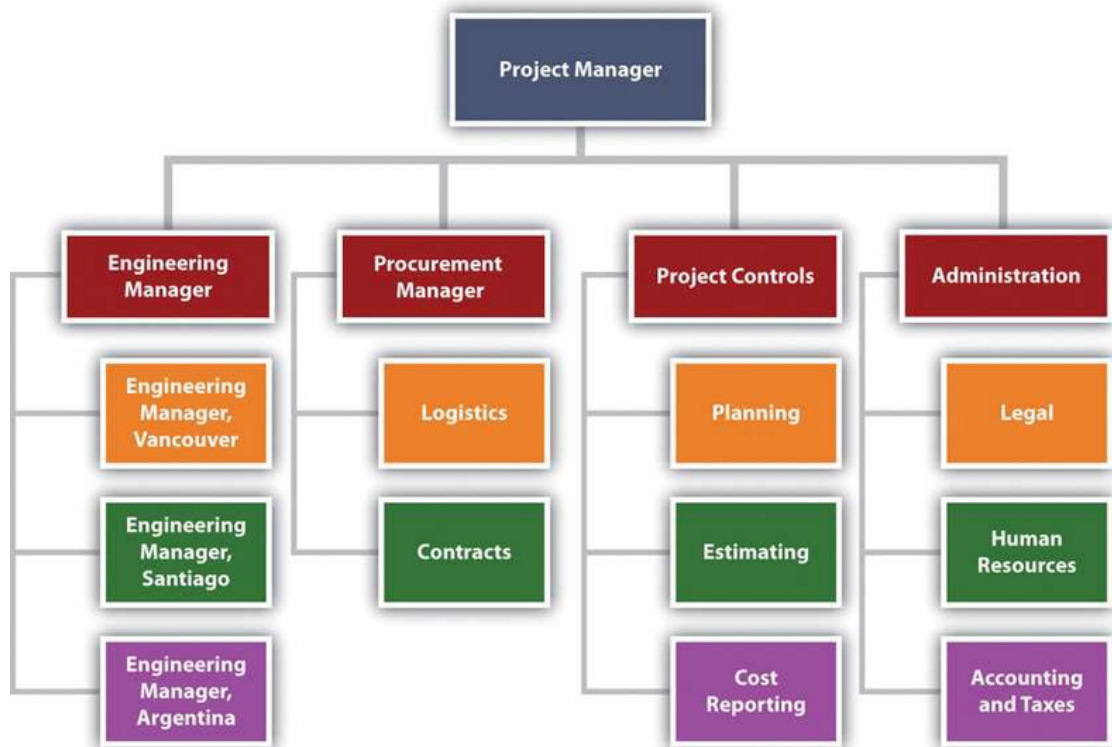 Project Manager
Engineering
Manager
Procurement
Manager
Project Controls
Administration
Engineering
Manager,
Vancouver
Logistics
Planning
Legal
Engineering
Manager,
Santiago
Contracts
Estimating
Human
Resources
Engineering
Manager,
Argentina
Cost
Reporting
Accounting
and Taxes